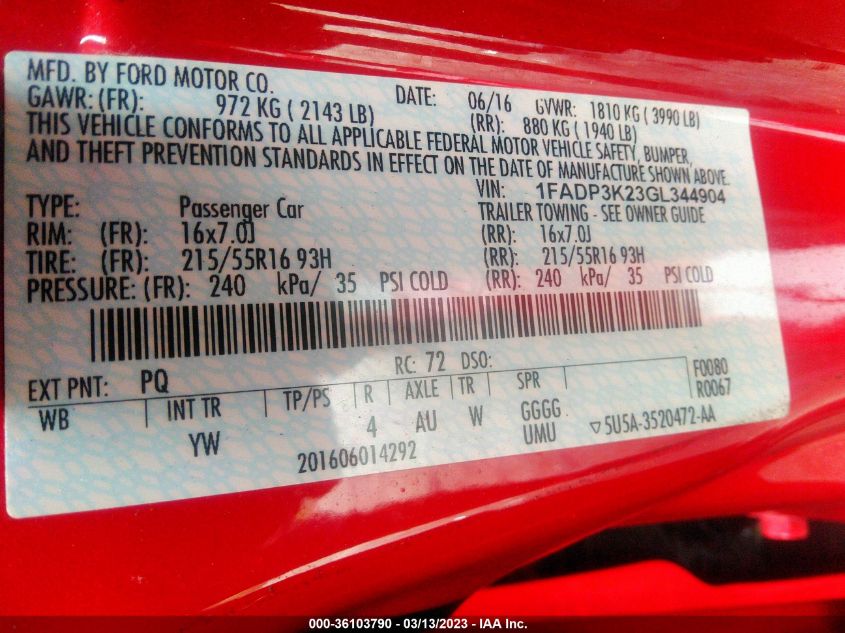 MFD. BY FORD MOTOR CO.
DATE: 06/16 GVWR: 1810 KG ( 3990 LB)
GAWR: (FR): 972 KG ( 2143 LB) (RR): 880 KG ( 1940 LB)
THIS VEHICLE CONFORMS TO ALL APPLICABLE FEDERAL MOTOR VEHICLE SAFETY, BUMPER,
AND THEFT PREVENTION STANDARDS IN EFFECT ON THE DATE OF MANUFACTURE SHOWN ABOVE.
VIN: 1FADP3K23GL344904
TYPE: Passenger Car TRAILER TOWING - SEE OWNER GUIDE
RIM: (FR): 16x7.0J (RR): 16x7.0J
TIRE: (FR): 215/55R16 93H (RR): 215/55R16 93H
PRESSURE: (FR): 240 kPa/ 35 PSI COLD (RR): 240 kPa/ 35 PSI COLD
RC: 72 DSO:
EXT PNT: PQ F0080
R0067
WB INT TR TP/PS R AXLE TR SPR
YW 4 AU W GGGG
UMU
201606014292 5U5A-3520472-AA
000-36103790 - 03/13/2023 - IAA Inc.